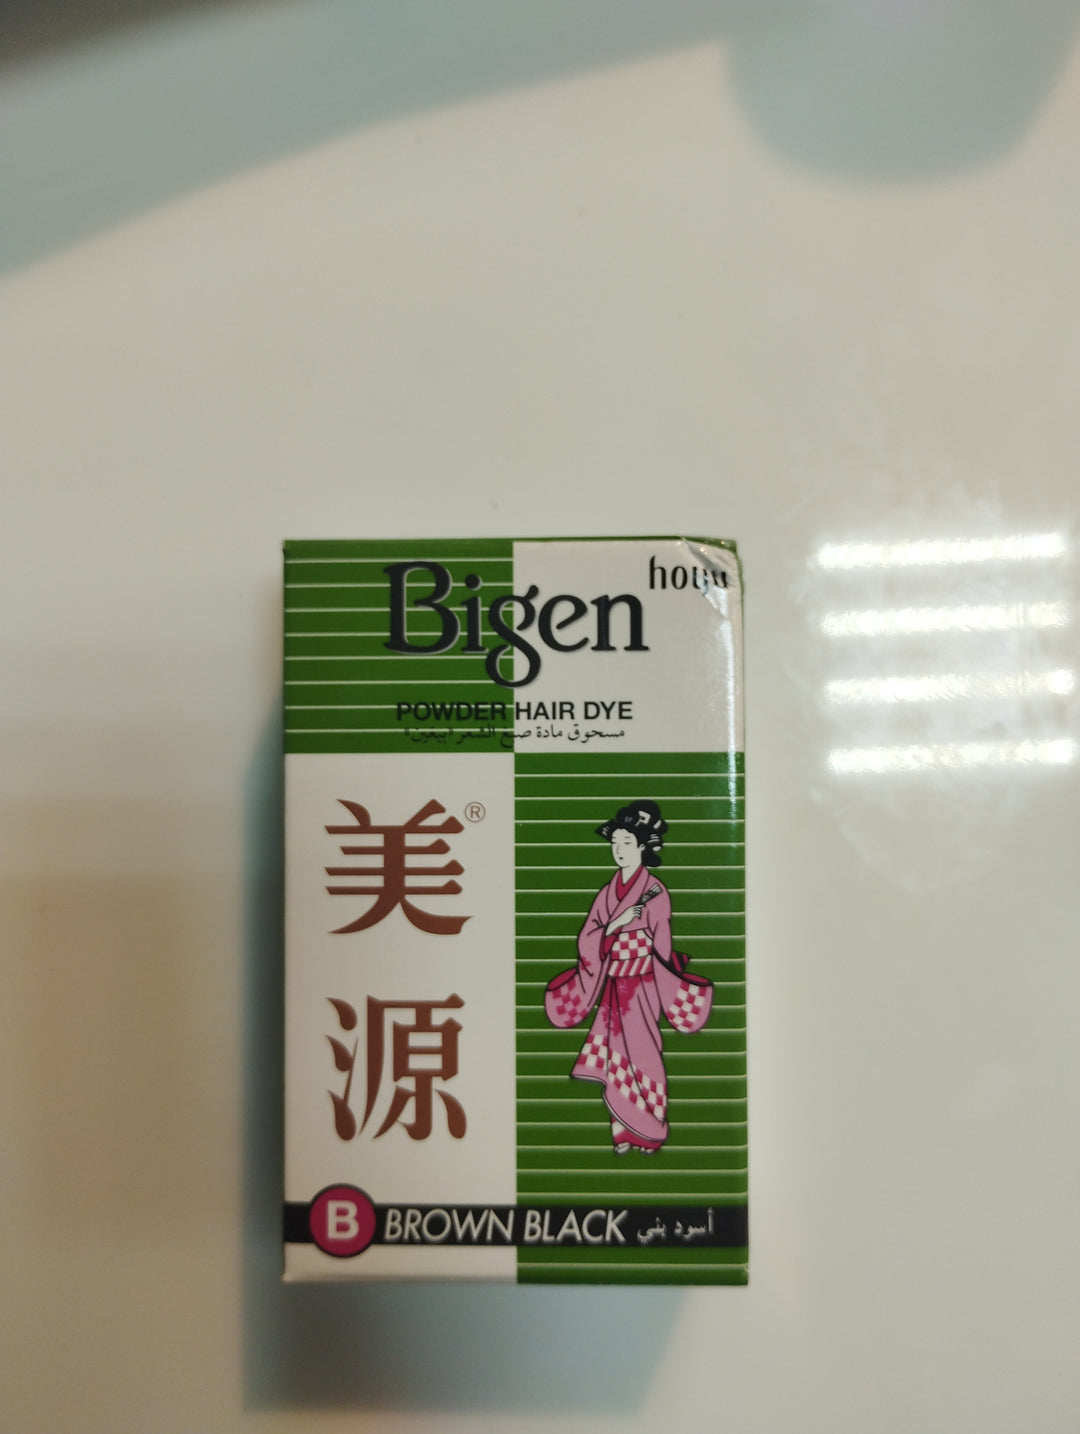 Bigen
hoyu
POWDER HAIR DYE
مسحوق مادة صبغ الشعر «بيغين»
美®
源
B BROWN BLACK أسود بني